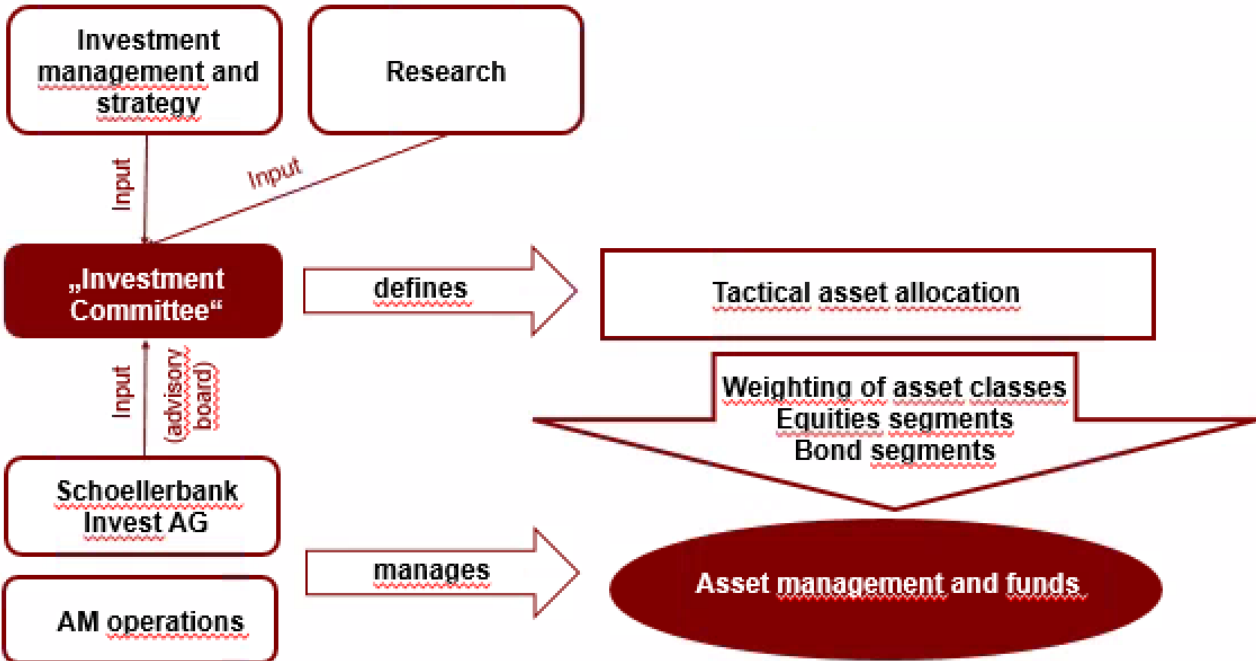 Investment
management and
strategy
Research
Input
Input
„Investment
Committee“
defines
Tactical asset allocation
Input
(advisory
board)
Weighting of asset classes
Equities segments
Bond segments
Schoellerbank
Invest AG
manages
Asset management and funds
AM operations